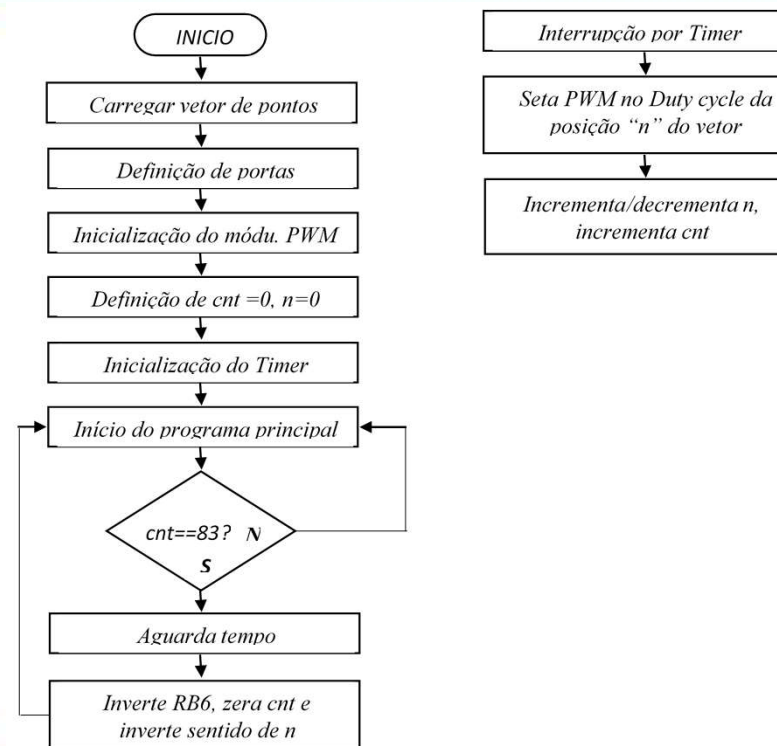 INICIO
Carregar vetor de pontos
Definição de portas
Inicialização do módu. PWM
Definição de cnt =0, n=0
Inicialização do Timer
Início do programa principal
cnt==83? N
S
Aguarda tempo
Inverte RB6, zera cnt e
inverte sentido de n
Interrupção por Timer
Seta PWM no Duty cycle da
posição “n” do vetor
Incrementa/decrementa n,
incrementa cnt